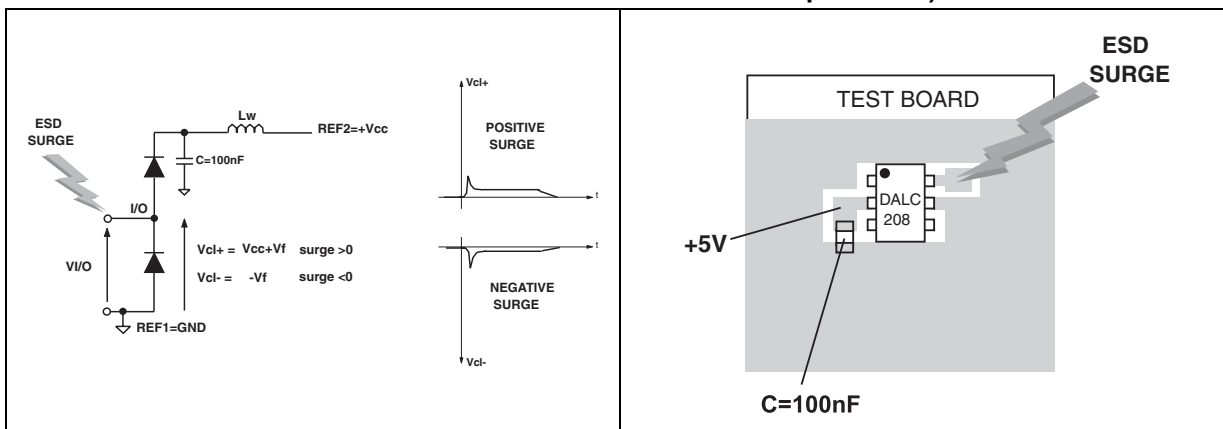 ESD
SURGE
Lw
REF2=+Vcc
C=100nF
I/O
VI/O
Vcl+ = Vcc+Vf surge >0
Vcl- = -Vf surge <0
REF1=GND
Vcl+
POSITIVE
SURGE
t
t
NEGATIVE
SURGE
Vcl-
ESD
SURGE
TEST BOARD
DALC
208
+5V
C=100nF